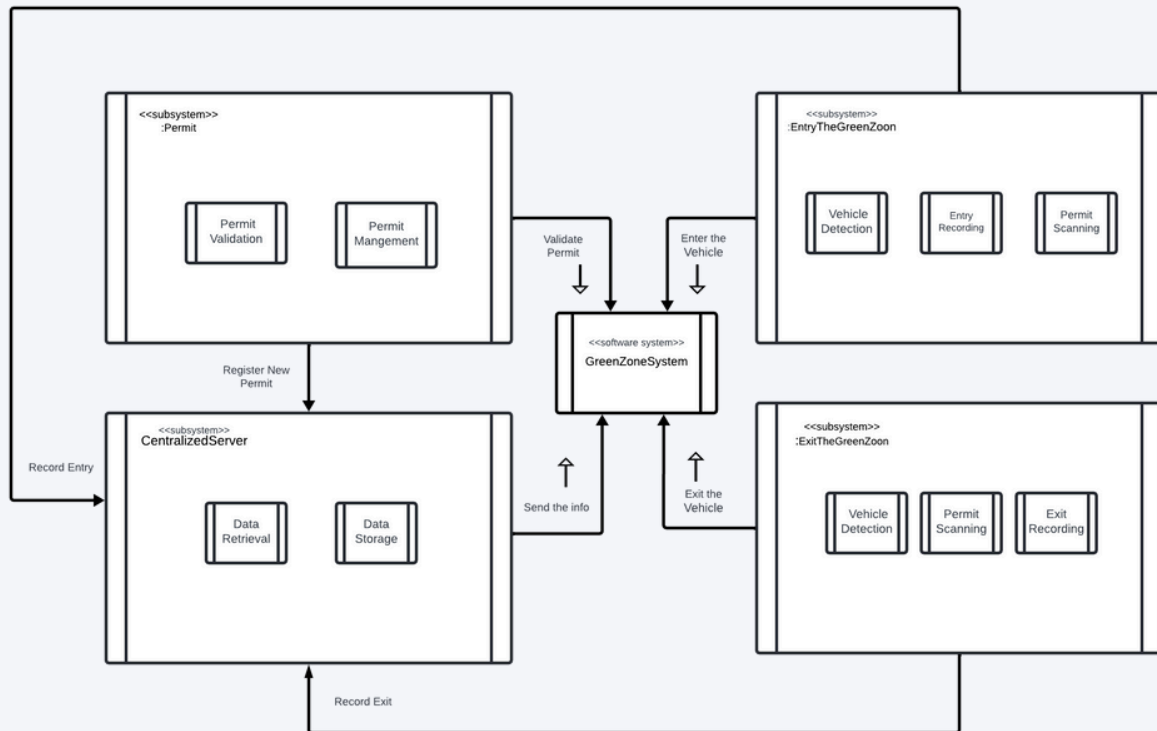 <<subsystem>>
:Permit
Permit
Validation
Permit
Mangement
<<subsystem>>
:EntryTheGreenZoon
Vehicle
Detection
Entry
Recording
Permit
Scanning
Validate
Permit
Enter the
Vehicle
<<software system>>
GreenZoneSystem
Register New
Permit
<<subsystem>>
CentralizedServer
Data
Retrieval
Data
Storage
Record Entry
Send the info
Exit the
Vehicle
<<subsystem>>
:ExitTheGreenZoon
Vehicle
Detection
Permit
Scanning
Exit
Recording
Record Exit